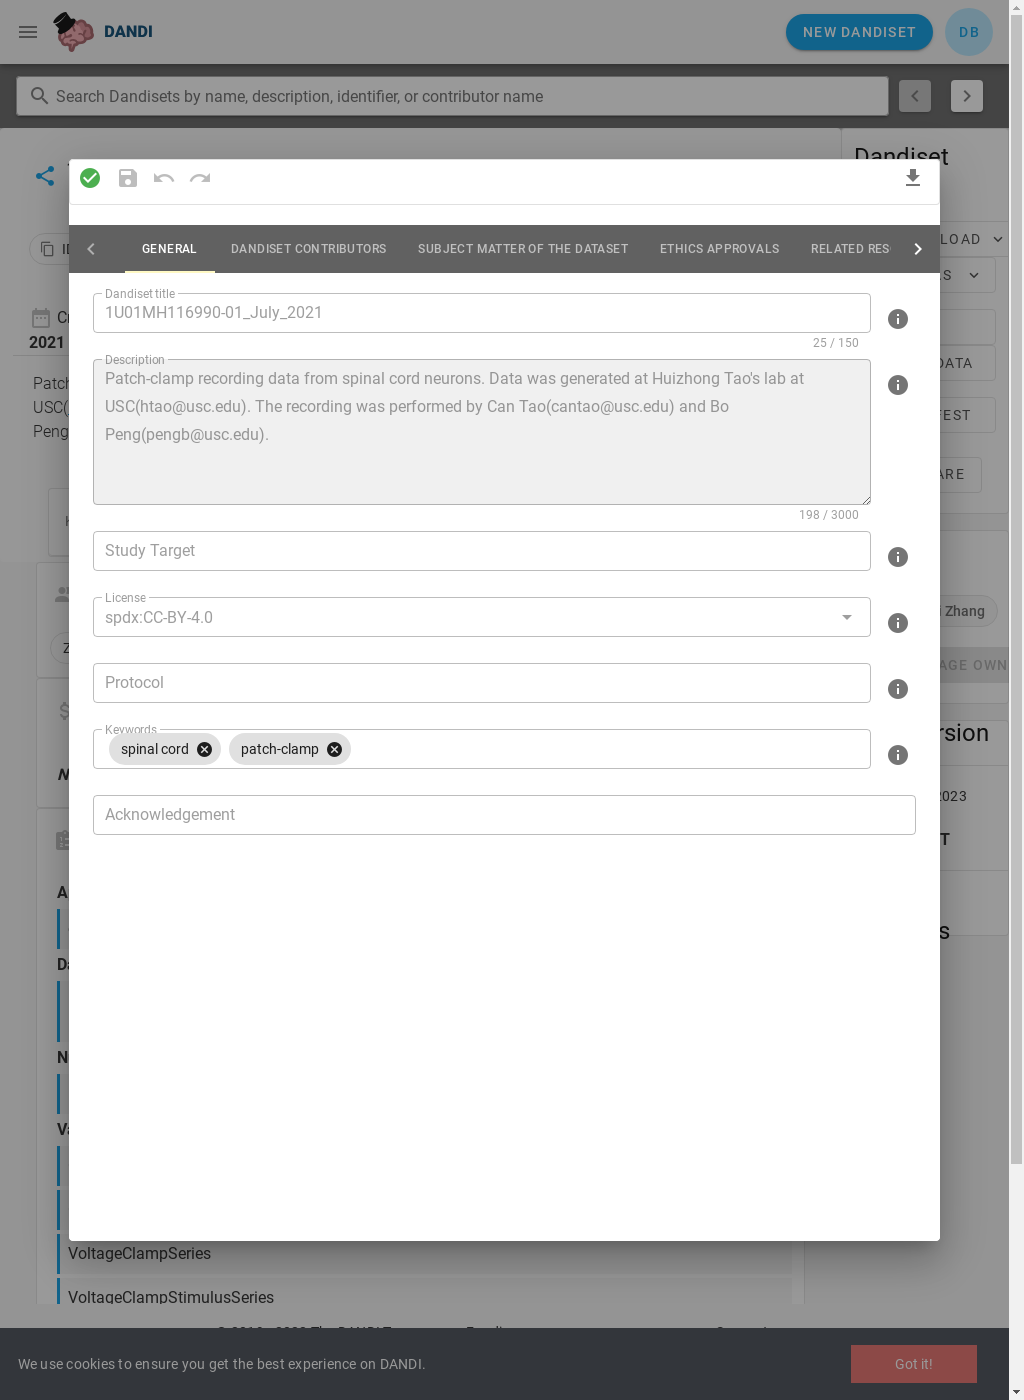 DANDI
NEW DANDISET
DB
Search Dandisets by name, description, identifier, or contributor name
Dandiset
GENERAL
DANDISET CONTRIBUTORS
SUBJECT MATTER OF THE DATASET
ETHICS APPROVALS
RELATED RES
LOAD
S
2021
Dandiset title
1U01MH116990-01_July_2021
25 / 150
Description
Patch-clamp recording data from spinal cord neurons. Data was generated at Huizhong Tao's lab at
USC(htao@usc.edu). The recording was performed by Can Tao(cantao@usc.edu) and Bo
Peng(pengb@usc.edu).
198 / 3000
Patch
USC(
Peng
DATA
EST
ARE
Study Target
License
spdx:CC-BY-4.0
Zhang
AGE OWN
Protocol
Keywords
spinal cord
patch-clamp
rsion
2023
Acknowledgement
T
s
VoltageClampSeries
VoltageClampStimulusSeries
We use cookies to ensure you get the best experience on DANDI.
Got it!